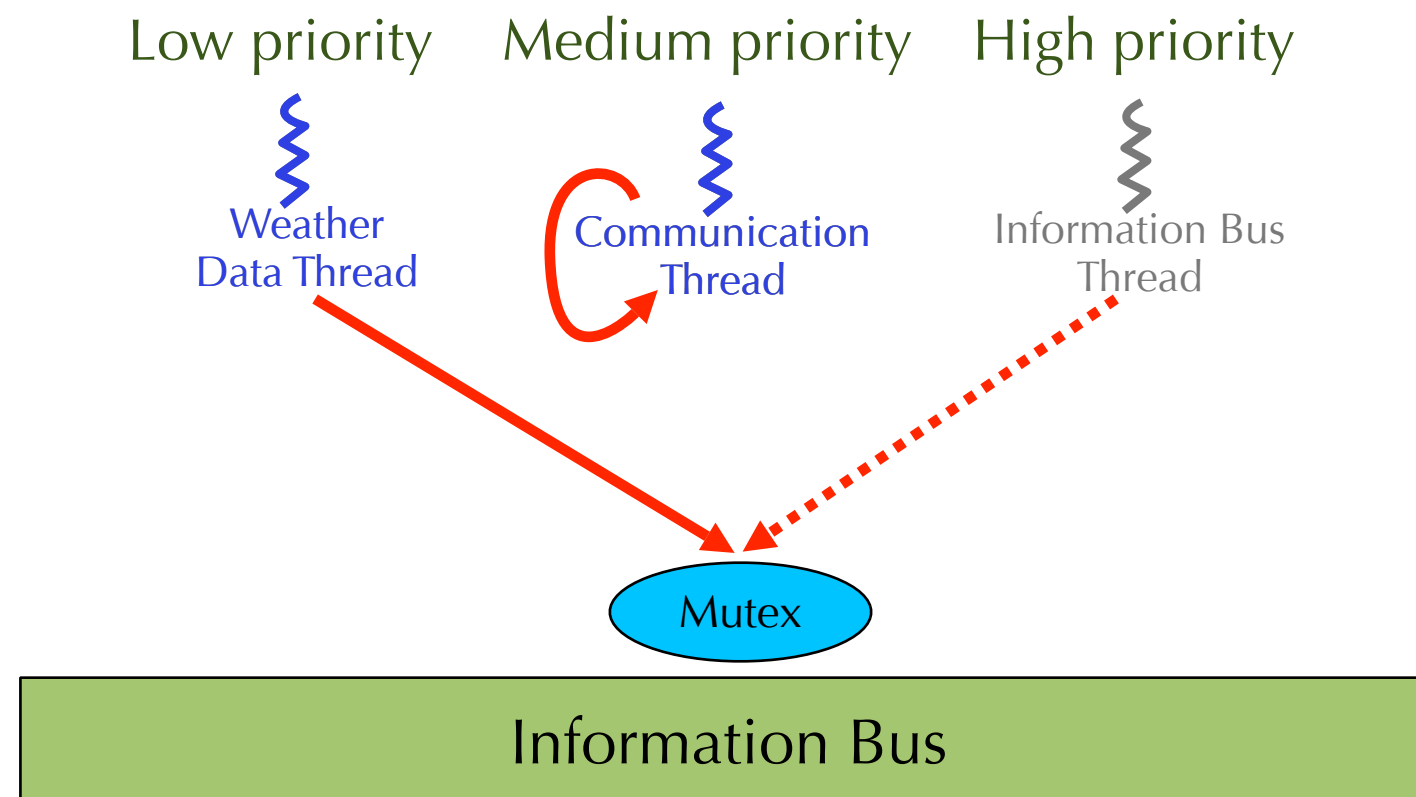 Low priority
Medium priority
High priority
Weather
Data Thread
Communication
Thread
Information Bus
Thread
Mutex
Information Bus